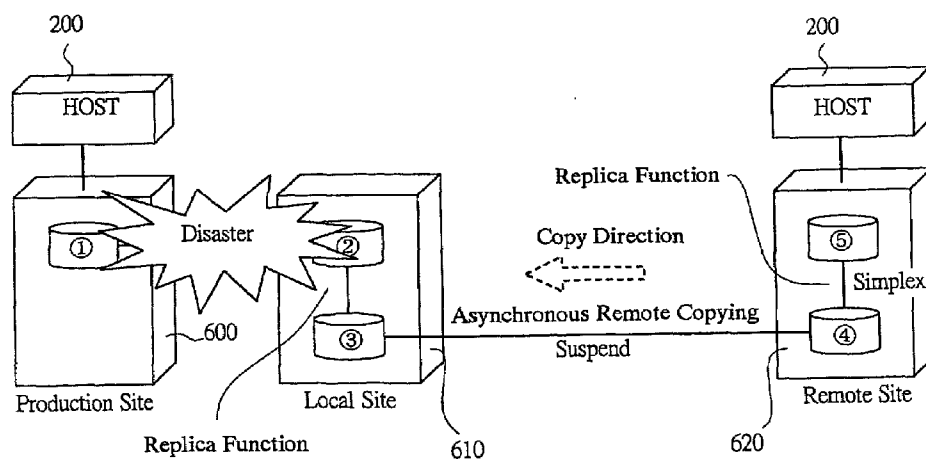 200
200
HOST
HOST
Replica Function
①
Disaster
②
Copy Direction
⑤
Simplex
Asynchronous Remote Copying
③
Suspend
④
600
Production Site
Local Site
Remote Site
Replica Function
610
620